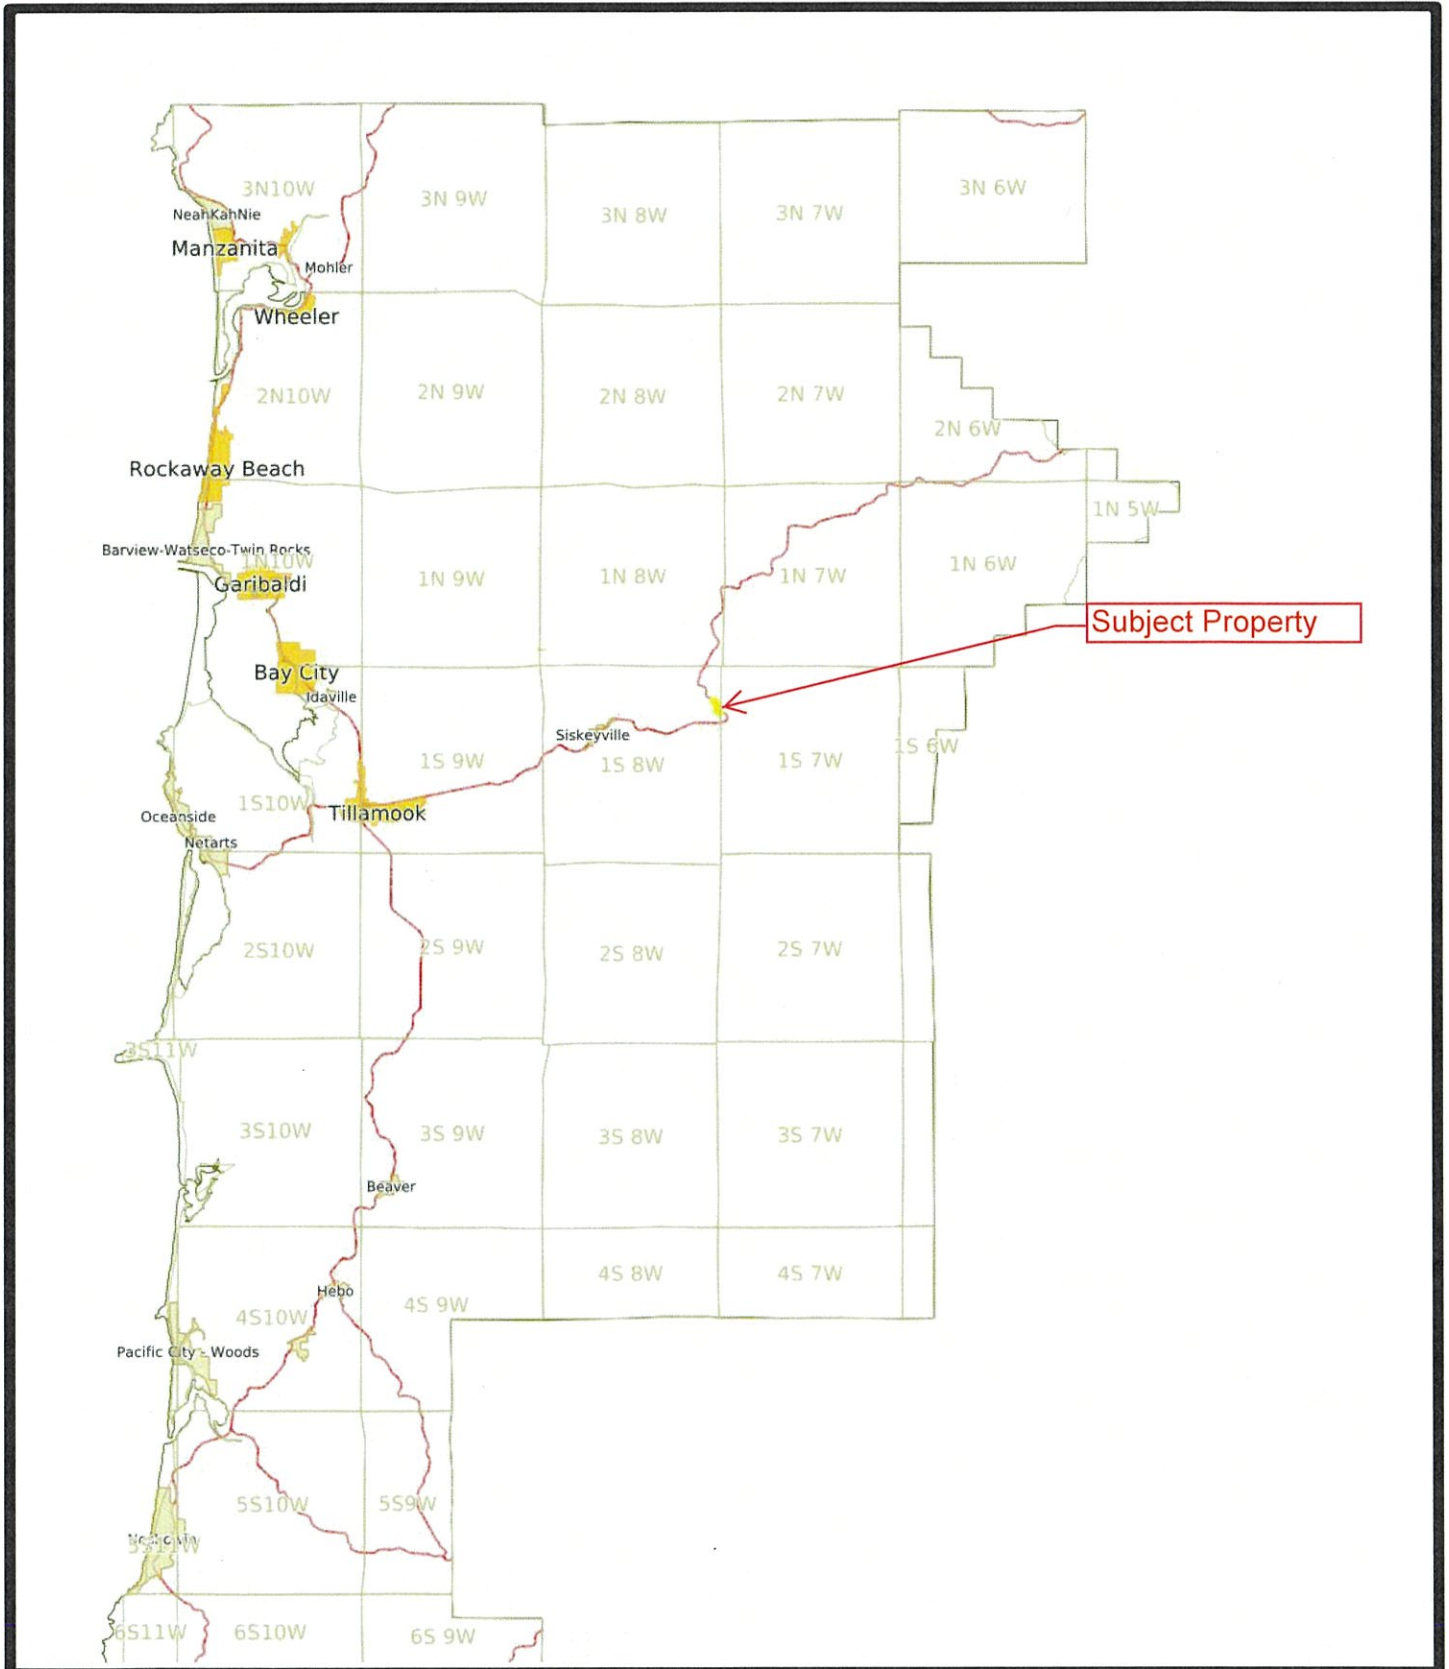 3N10W
3N 9W
3N 8W
3N 7W
3N 6W
NeahKahNie
Manzanita
Mohler
Wheeler
2N10W
2N 9W
2N 8W
2N 7W
2N 6W
Rockaway Beach
1N 5W
Barview-Watseco-Twin Rocks
1N10W
1N 9W
1N 8W
1N 7W
1N 6W
Garibaldi
Subject Property
Bay City
Idaville
Siskeyville
1S 9W
1S 8W
1S 7W
1S 6W
1S10W
Oceanside
Tillamook
Netarts
2S10W
2S 9W
2S 8W
2S 7W
3S11W
3S10W
3S 9W
3S 8W
3S 7W
Beaver
4S 8W
4S 7W
Hebo
4S10W
4S 9W
Pacific City - Woods
5S10W
5S9W
5S11W
6S11W
6S10W
6S 9W